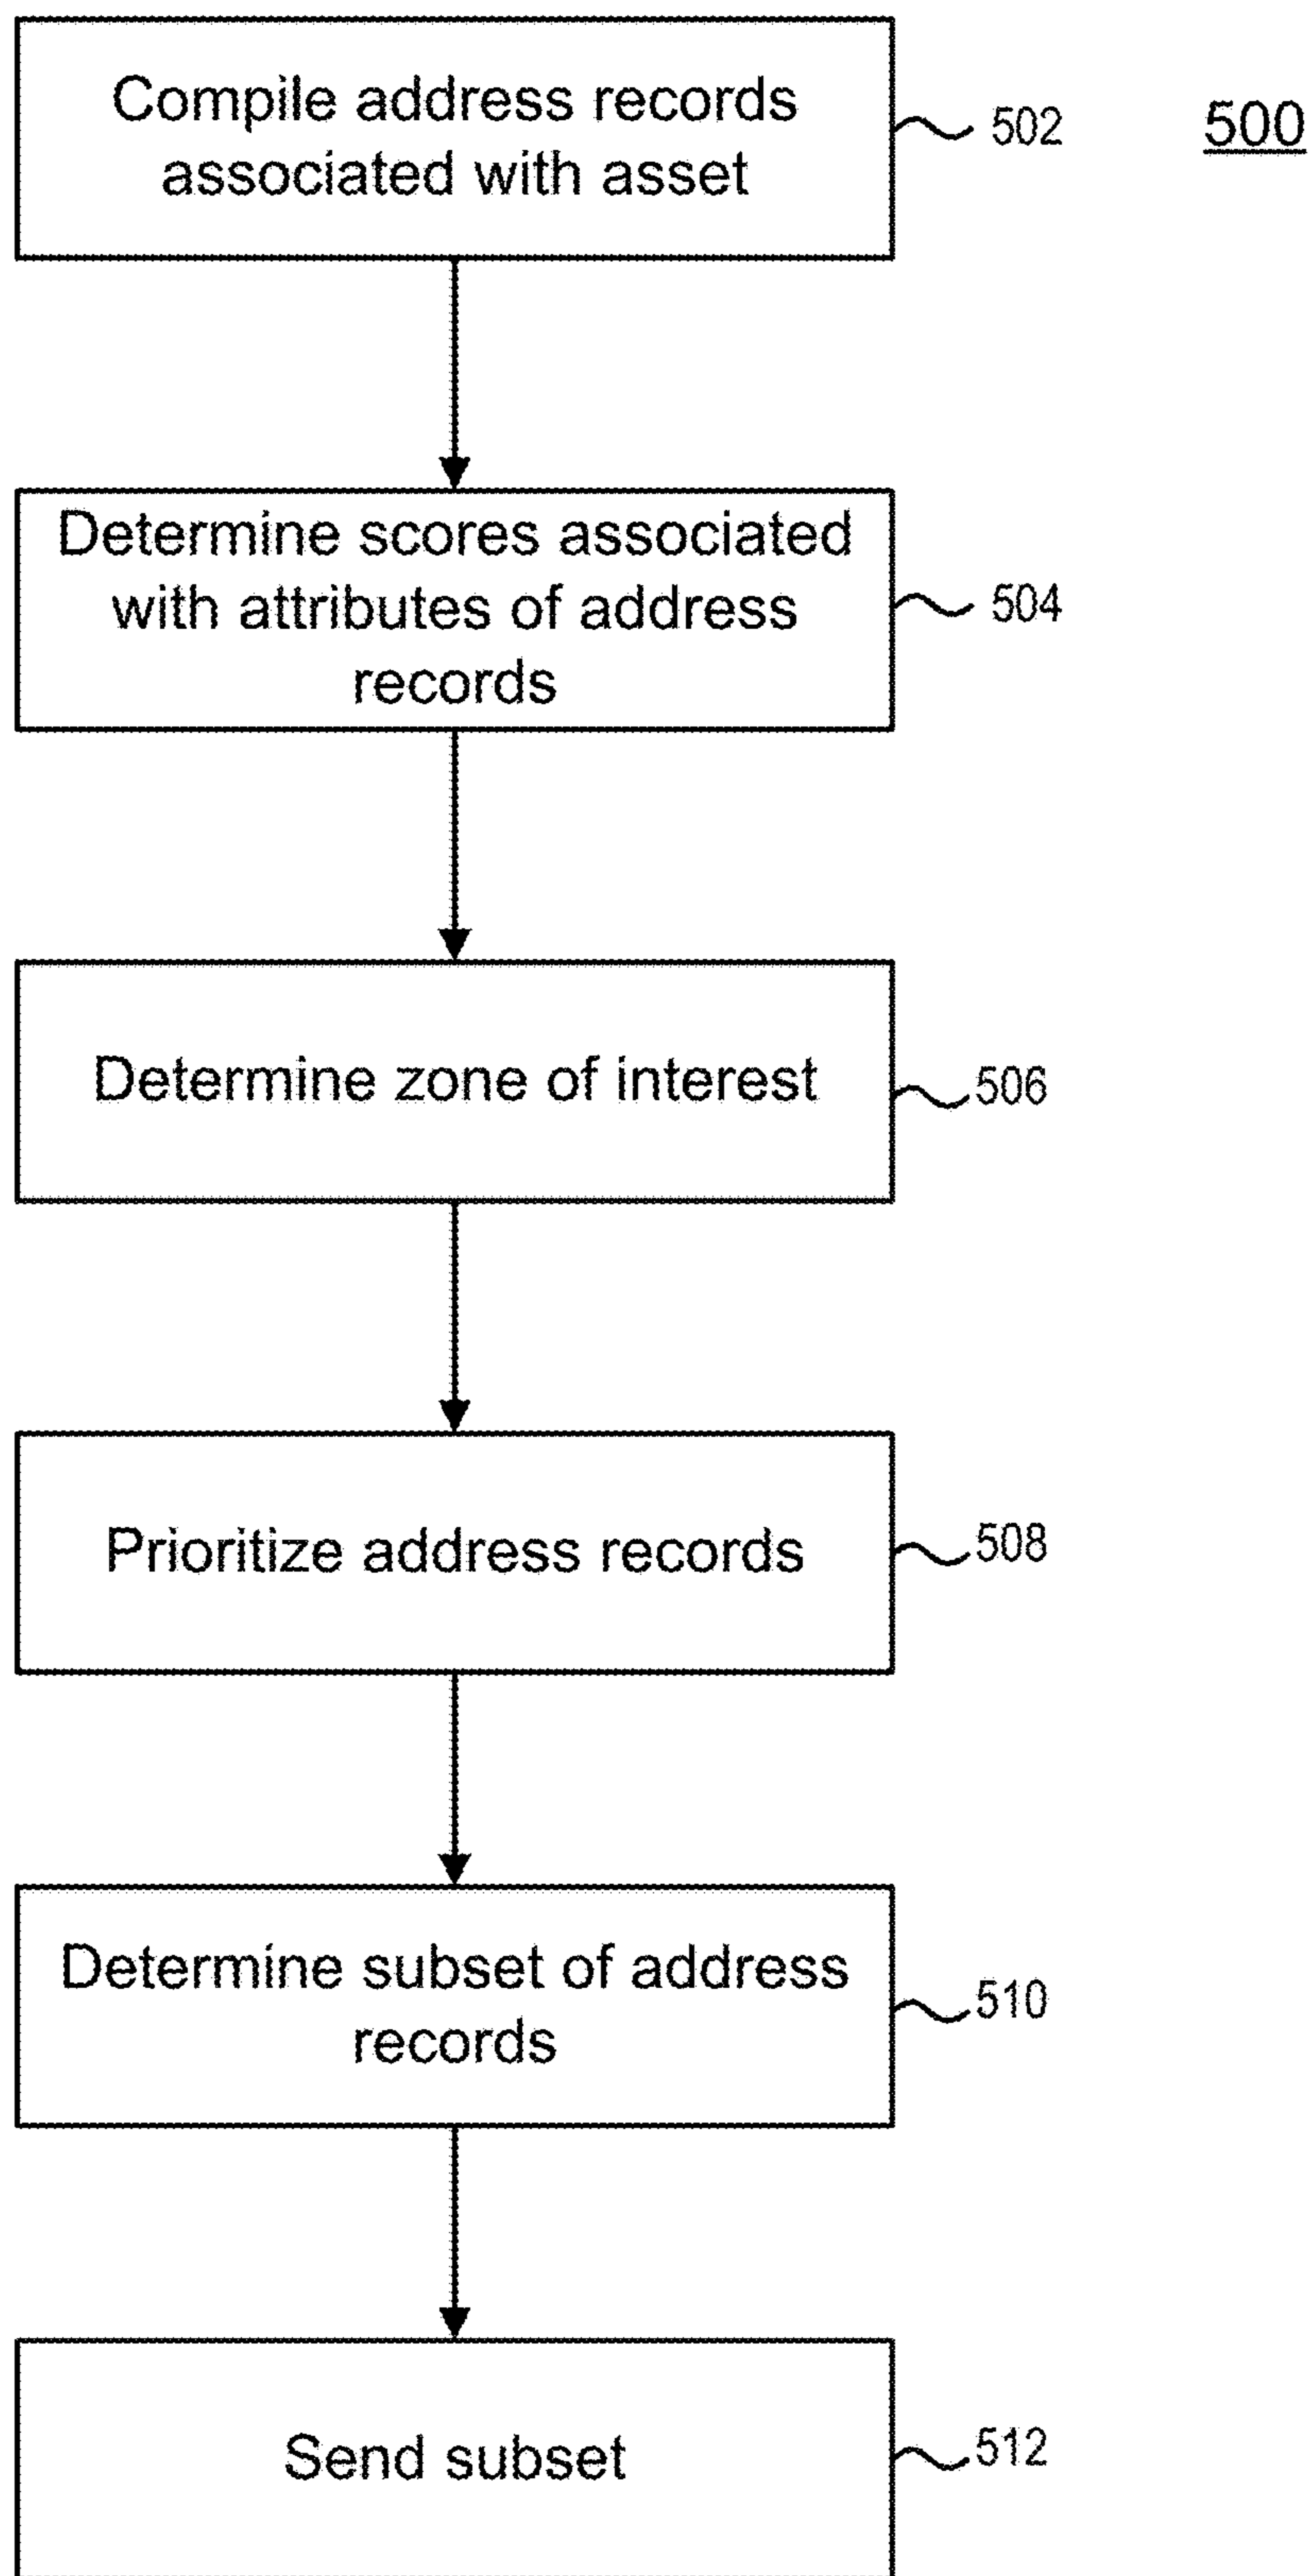 Compile address records
associated with asset
502
500
Determine scores associated
with attributes of address
records
504
Determine zone of interest
506
Prioritize address records
508
Determine subset of address
records
510
Send subset
512